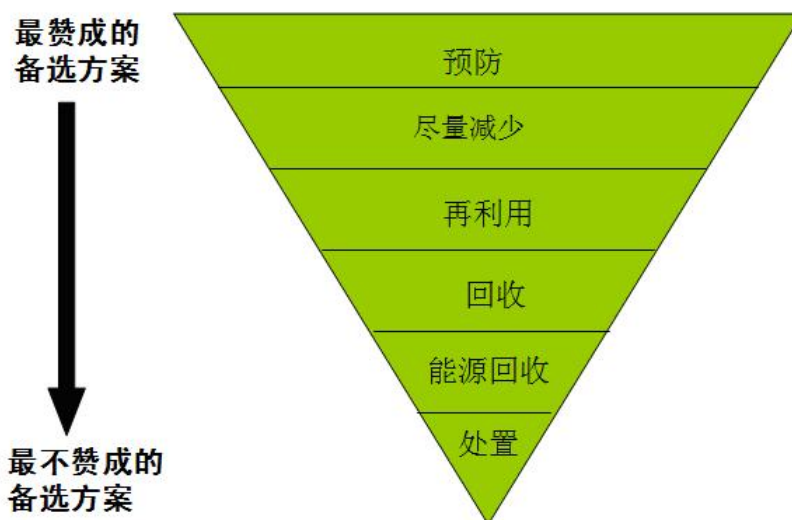 最赞成的
备选方案
预防
尽量减少
再利用
回收
能源回收
处置
最不赞成的
备选方案